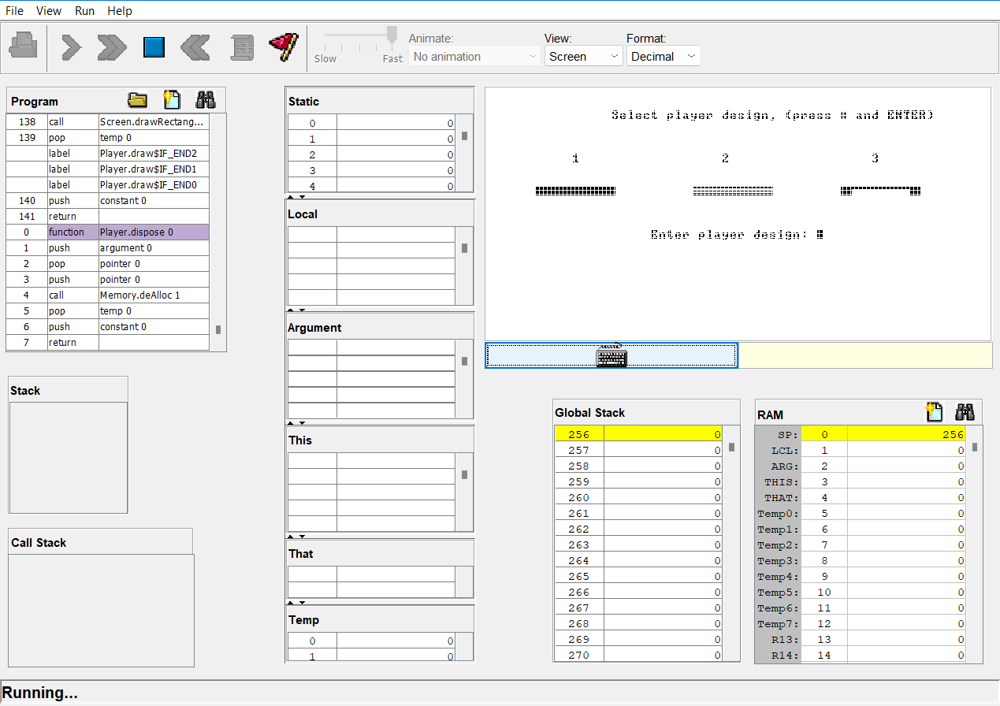 File View Run Help
Slow Fast
Animate:
No animation
View:
Screen
Format:
Decimal
Program
138 call Screen.drawRectang...
139 pop temp 0
label Player.draw$IF_END2
label Player.draw$IF_END1
label Player.draw$IF_END0
140 push constant 0
141 return
0 function Player.dispose 0
1 push argument 0
2 pop pointer 0
3 push pointer 0
4 call Memory.deAlloc 1
5 pop temp 0
6 push constant 0
7 return
Stack
Call Stack
Static
0 0
1 0
2 0
3 0
4 0
Local
Argument
This
That
Temp
0 0
1 0
Select player design, (press # and ENTER)
1 2 3
Enter player design:
Global Stack
256 0
257 0
258 0
259 0
260 0
261 0
262 0
263 0
264 0
265 0
266 0
267 0
268 0
269 0
270 0
RAM
SP: 0 256
LCL: 1 0
ARG: 2 0
THIS: 3 0
THAT: 4 0
Temp0: 5 0
Temp1: 6 0
Temp2: 7 0
Temp3: 8 0
Temp4: 9 0
Temp5: 10 0
Temp6: 11 0
Temp7: 12 0
R13: 13 0
R14: 14 0
Running...